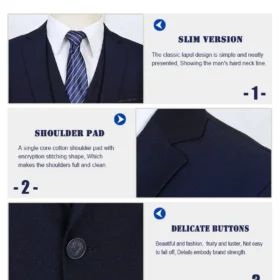 SLIM VERSION
The classic lapel design is simple and neatly
presented, Showing the man's hard neck line.
-1-
SHOULDER PAD
A single core cotton shoulder pad with
encryption stitching shape, Which
makes the shoulders full and clean.
-2-
DELICATE BUTTONS
Beautiful and fashion, fruity and luster, Not easy
to fall off, Details embody brand strength.